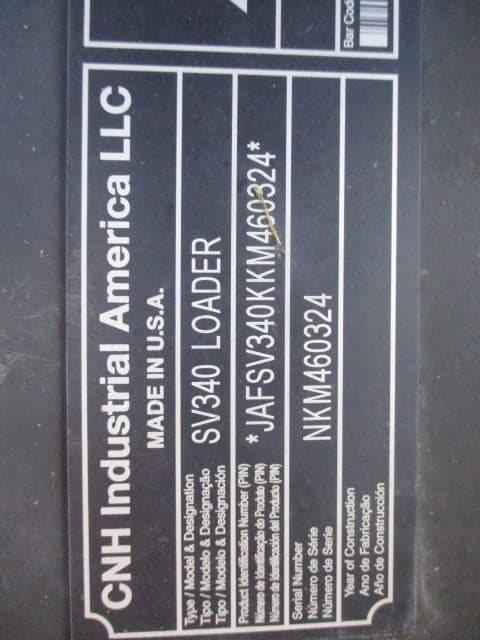 CNH Industrial America LLC
MADE IN U.S.A.
Type / Model & Designation
Tipo / Modelo & Designação
Tipo / Modelo & Designación
SV340 LOADER
Product Identification Number (PIN)
Número de Identificação do Produto (PIN)
Número de Identificación del Producto (PIN)
*JAFSV340KKM460324*
Serial Number
Número de Série
Número de Serie
NKM460324
Year of Construction
Ano de Fabricação
Año de Construcción
Bar Code